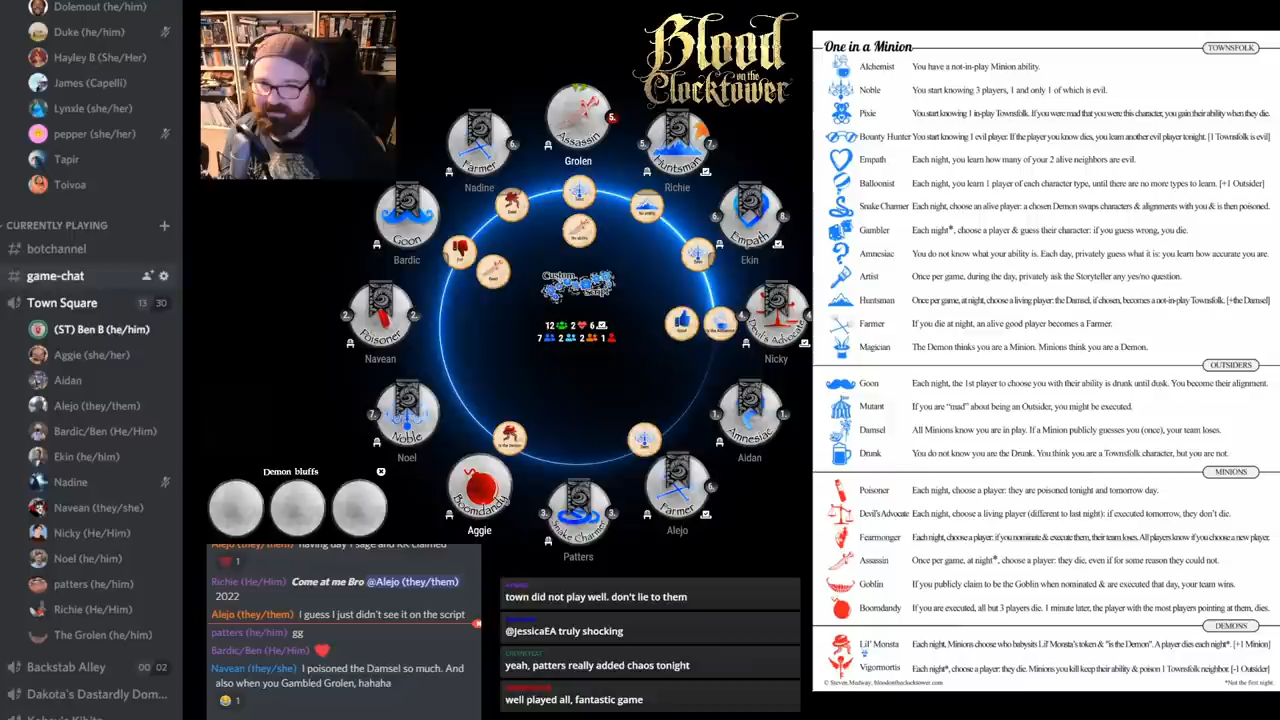 Dolemout (he/him)
Duke (he/him)
Hayley B (She/Her)
James (Capelli)
Lynxle (she/her)
pepper (she/her)
Tapir
Toivoa
CURRENTLY PLAYING
botchannel
game-chat
Town Square
13 30
(ST) Ben B (he/him)
Aggie (she/her)
Aidan
Alejo (they/them)
Bardic/Ben (He/Him)
Ekin (he/him)
Nadine
Navean (they/she)
Nicky (he/him)
Noel (he/him)
patters (he/him)
Richie (He/Him)
the Grolen (he/him)
Backstab Alley
00 02
Dakota's Dastardly Dam...
Blood
on the
Clocktower
Assassin
Grolen
Farmer
Nadine
Huntsman
Richie
Goon
Bardic
Empath
Ekin
Poisoner
Navean
Devil's Advocate
Nicky
Noble
Noel
Amnesiac
Aidan
Boomdandy
Aggie
Snake Charmer
Patters
Farmer
Alejo
Custom
Script
12 2 6
7 2 2 1
Demon bluffs
Richie (He/Him) Come at me Bro @Alejo (they/them)
2022
Alejo (they/them) I guess I just didn't see it on the script
patters (he/him) gg
Bardic/Ben (He/Him)
Navean (they/she) I poisoned the Damsel so much. And
also when you Gambled Grolen, hahaha
1
town did not play well. don't lie to them
@JessicaEJ truly shocking
yeah, patters really added chaos tonight
well played all, fantastic game
One in a Minion
TOWNSFOLK
Alchemist You have a not-in-play Minion ability.
Noble You start knowing 3 players, 1 and only 1 of which is evil.
Pixie You start knowing 1 in-play Townsfolk. If you were mad that you were this character, you gain their ability when they die.
Bounty Hunter You start knowing 1 evil player. If the player you know dies, you learn another evil player tonight. [1 Townsfolk is evil]
Empath Each night, you learn how many of your 2 alive neighbors are evil.
Balloonist Each night, you learn 1 player of each character type, until there are no more types to learn. [+1 Outsider]
Snake Charmer Each night, choose an alive player: a chosen Demon swaps characters & alignments with you & is then poisoned.
Gambler Each night*, choose a player & guess their character: if you guess wrong, you die.
Amnesiac You do not know what your ability is. Each day, privately guess what it is: you learn how accurate you are.
Artist Once per game, during the day, privately ask the Storyteller any yes/no question.
Huntsman Once per game, at night, choose a living player: the Damsel, if chosen, becomes a not-in-play Townsfolk. [+the Damsel]
Farmer If you die at night, an alive good player becomes a Farmer.
Magician The Demon thinks you are a Minion. Minions think you are a Demon.
OUTSIDERS
Goon Each night, the 1st player to choose you with their ability is drunk until dusk. You become their alignment.
Mutant If you are "mad" about being an Outsider, you might be executed.
Damsel All Minions know you are in play. If a Minion publicly guesses you (once), your team loses.
Drunk You do not know you are the Drunk. You think you are a Townsfolk character, but you are not.
MINIONS
Poisoner Each night, choose a player: they are poisoned tonight and tomorrow day.
Devil's Advocate Each night, choose a living player (different to last night): if executed tomorrow, they don't die.
Fearmonger Each night, choose a player: if you nominate & execute them, their team loses. All players know if you choose a new player.
Assassin Once per game, at night*, choose a player: they die, even if for some reason they could not.
Goblin If you publicly claim to be the Goblin when nominated & are executed that day, your team wins.
Boomdandy If you are executed, all but 3 players die. 1 minute later, the player with the most players pointing at them, dies.
DEMONS
Lil' Monsta Each night, Minions choose who babysits Lil' Monsta's token & "is the Demon". A player dies each night*. [+1 Minion]
Vigormortis Each night*, choose a player: they die. Minions you kill keep their ability & poison 1 Townsfolk neighbor. [-1 Outsider]
© Steven Medway, bloodontheclocktower.com
*Not the first night